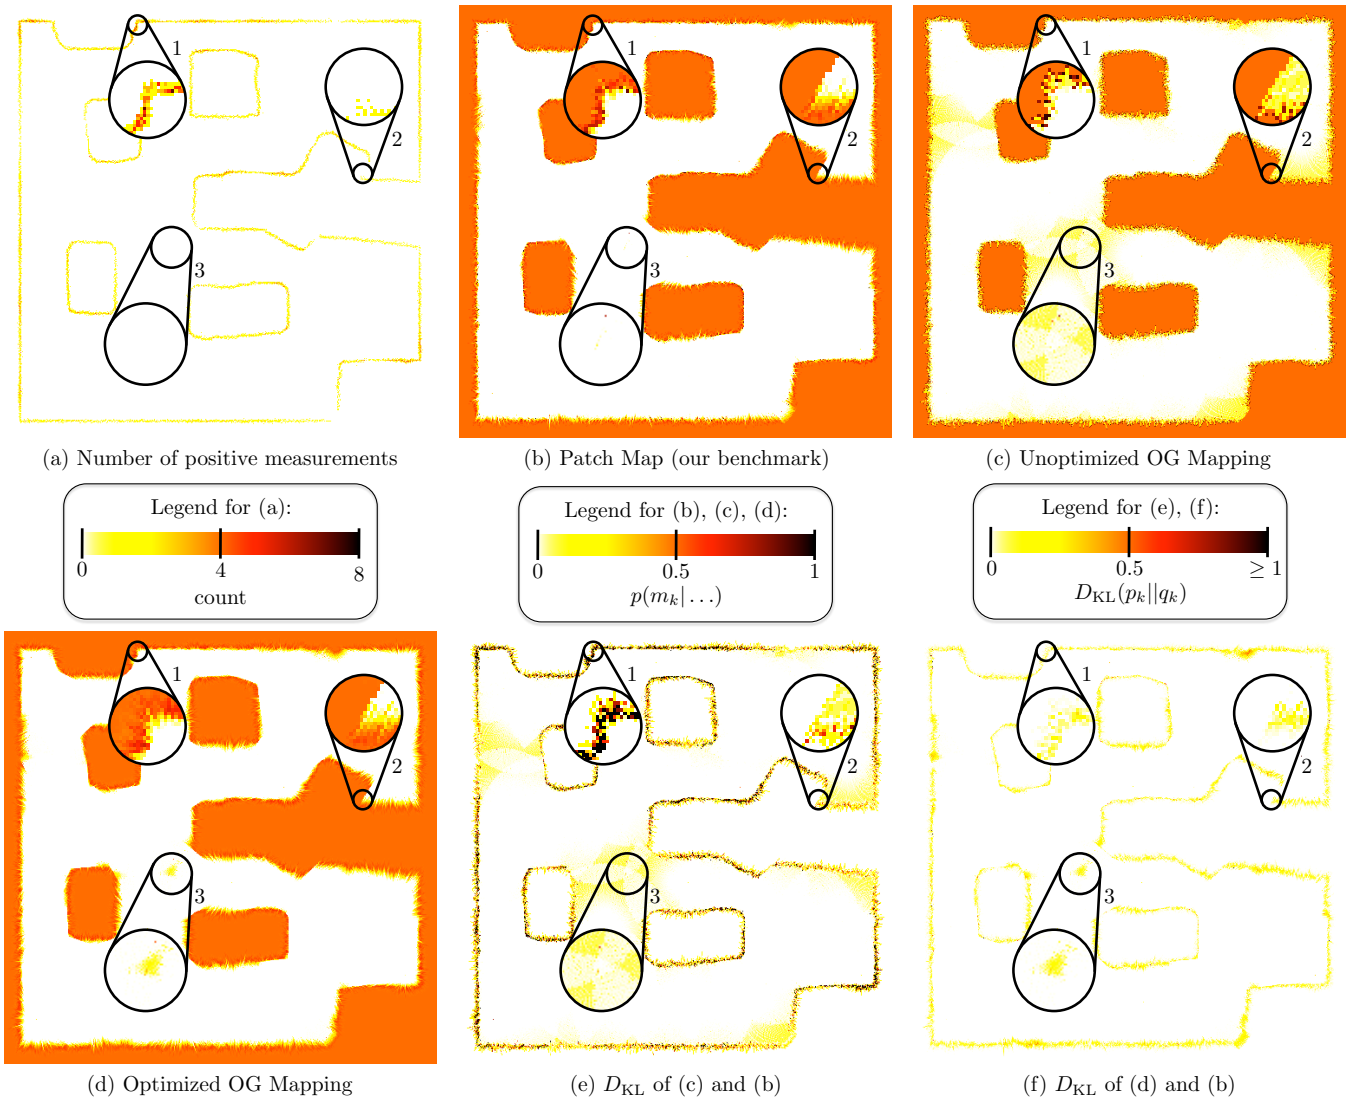 1
2
3
1
2
3
1
2
3
(a) Number of positive measurements
(b) Patch Map (our benchmark)
(c) Unoptimized OG Mapping
Legend for (a):
0
4
8
count
Legend for (b), (c), (d):
0
0.5
1
p(m_k| . . .)
Legend for (e), (f):
0
0.5
≥ 1
D_KL(p_k||q_k)
1
2
3
1
2
3
1
2
3
(d) Optimized OG Mapping
(e) D_KL of (c) and (b)
(f) D_KL of (d) and (b)